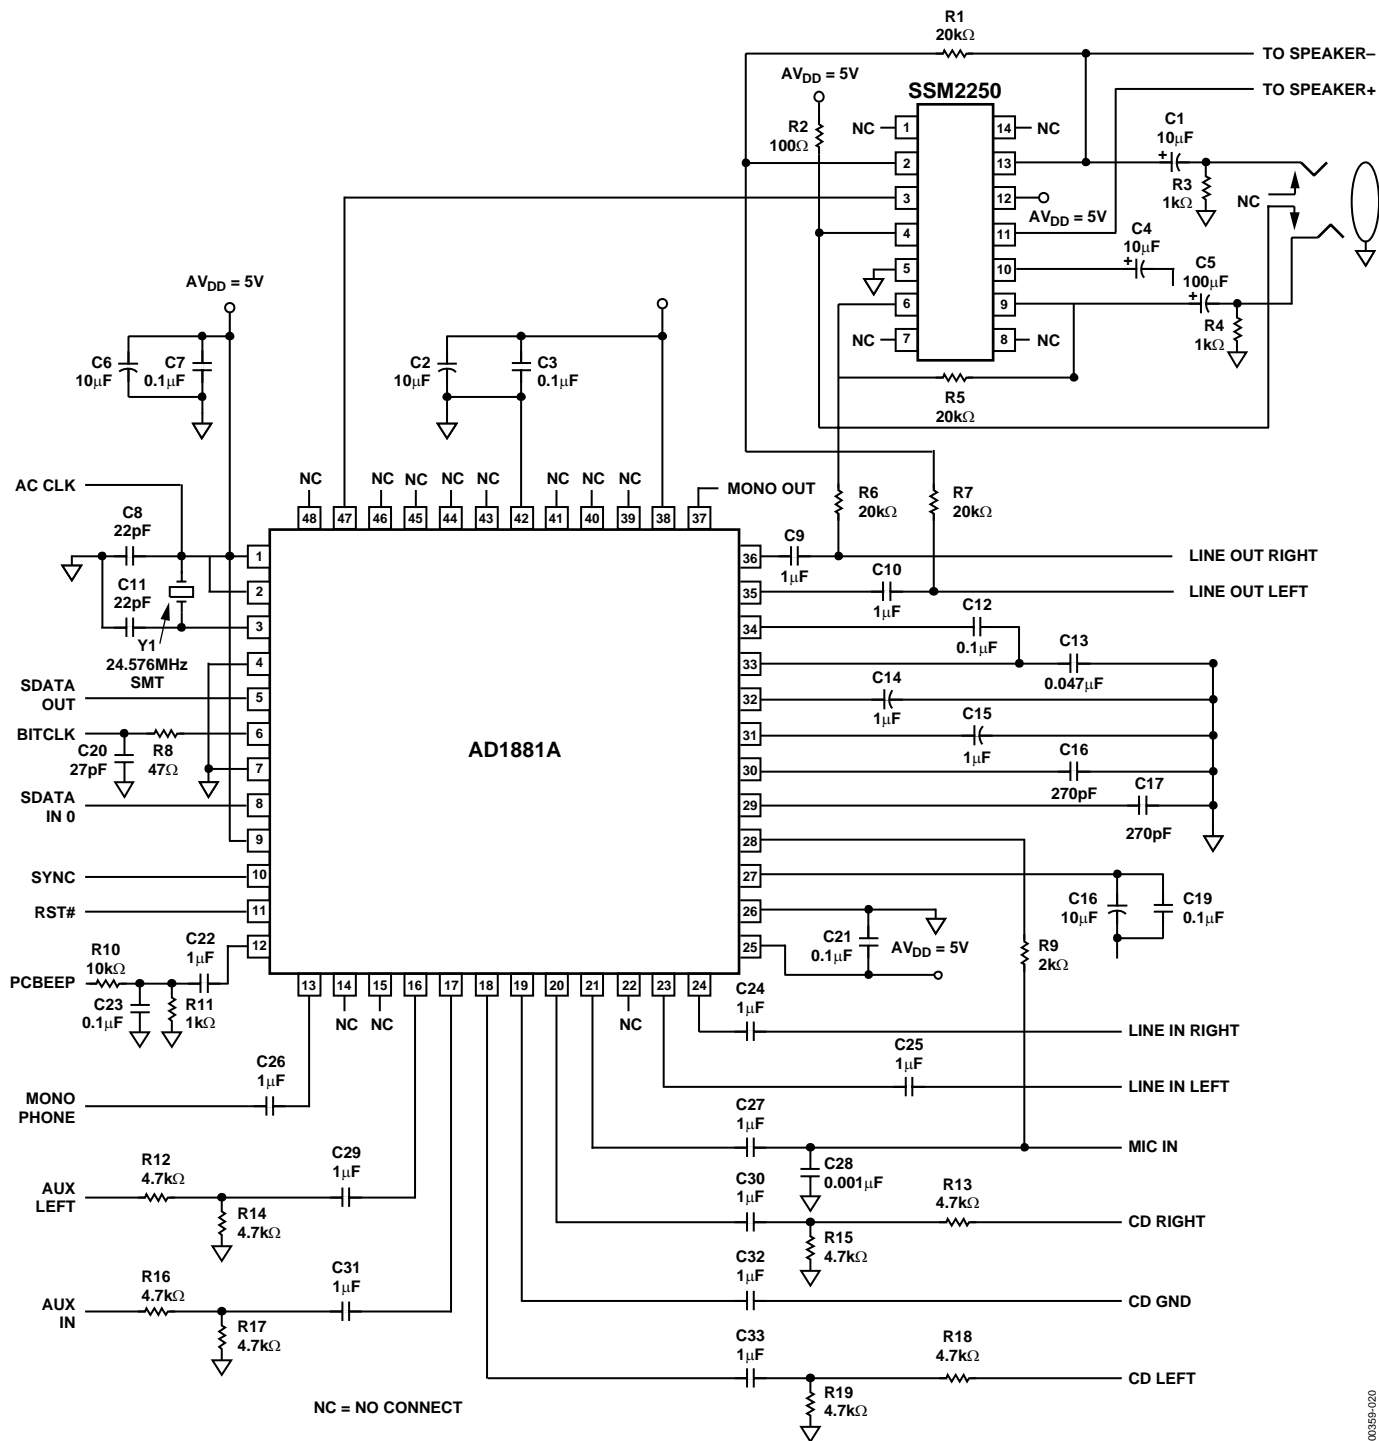 R1
20kΩ
TO SPEAKER–
AVDD = 5V
SSM2250
TO SPEAKER+
R2
100Ω
NC
1
14
NC
C1
10μF
+
2
13
R3
1kΩ
NC
3
12
AVDD = 5V
4
11
C4
10μF
+
5
10
C5
100μF
+
6
9
R4
1kΩ
NC
7
8
NC
R5
20kΩ
AVDD = 5V
C6
10μF
C7
0.1μF
C2
10μF
C3
0.1μF
AC CLK
NC
NC
NC
NC
NC
NC
NC
NC
MONO OUT
48
47
46
45
44
43
42
41
40
39
38
37
R6
20kΩ
R7
20kΩ
C8
22pF
C11
22pF
Y1
24.576MHz
SMT
SDATA
OUT
BITCLK
C20
27pF
R8
47Ω
SDATA
IN 0
SYNC
RST#
R10
10kΩ
C22
1μF
PCBEEP
C23
0.1μF
R11
1kΩ
1
2
3
4
5
6
7
8
9
10
11
12
AD1881A
36
35
34
33
32
31
30
29
28
27
26
25
C9
1μF
LINE OUT RIGHT
C10
1μF
LINE OUT LEFT
C12
0.1μF
C13
0.047μF
C14
1μF
C15
1μF
C16
270pF
C17
270pF
C16
10μF
C19
0.1μF
C21
0.1μF
AVDD = 5V
R9
2kΩ
13
14
15
16
17
18
19
20
21
22
23
24
NC
NC
NC
C24
1μF
LINE IN RIGHT
C25
1μF
LINE IN LEFT
C26
1μF
MONO
PHONE
C27
1μF
MIC IN
C28
0.001μF
R12
4.7kΩ
C29
1μF
AUX
LEFT
R14
4.7kΩ
C30
1μF
R13
4.7kΩ
CD RIGHT
R15
4.7kΩ
C32
1μF
CD GND
R16
4.7kΩ
C31
1μF
AUX
IN
R17
4.7kΩ
C33
1μF
R18
4.7kΩ
CD LEFT
R19
4.7kΩ
NC = NO CONNECT
00359-020